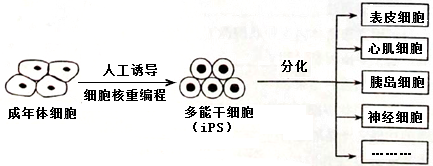 成年体细胞
人工诱导
细胞核重编程
多能干细胞
（iPS）
分化
表皮细胞
心肌细胞
胰岛细胞
神经细胞
………